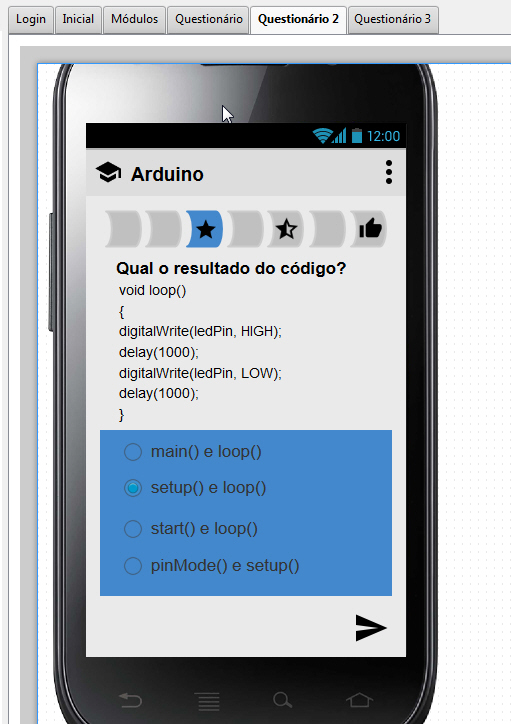 Login Inicial Módulos Questionário Questionário 2 Questionário 3
12:00
Arduino
Qual o resultado do código?
void loop()
{
digitalWrite(ledPin, HIGH);
delay(1000);
digitalWrite(ledPin, LOW);
delay(1000);
}
main() e loop()
setup() e loop()
start() e loop()
pinMode() e setup()